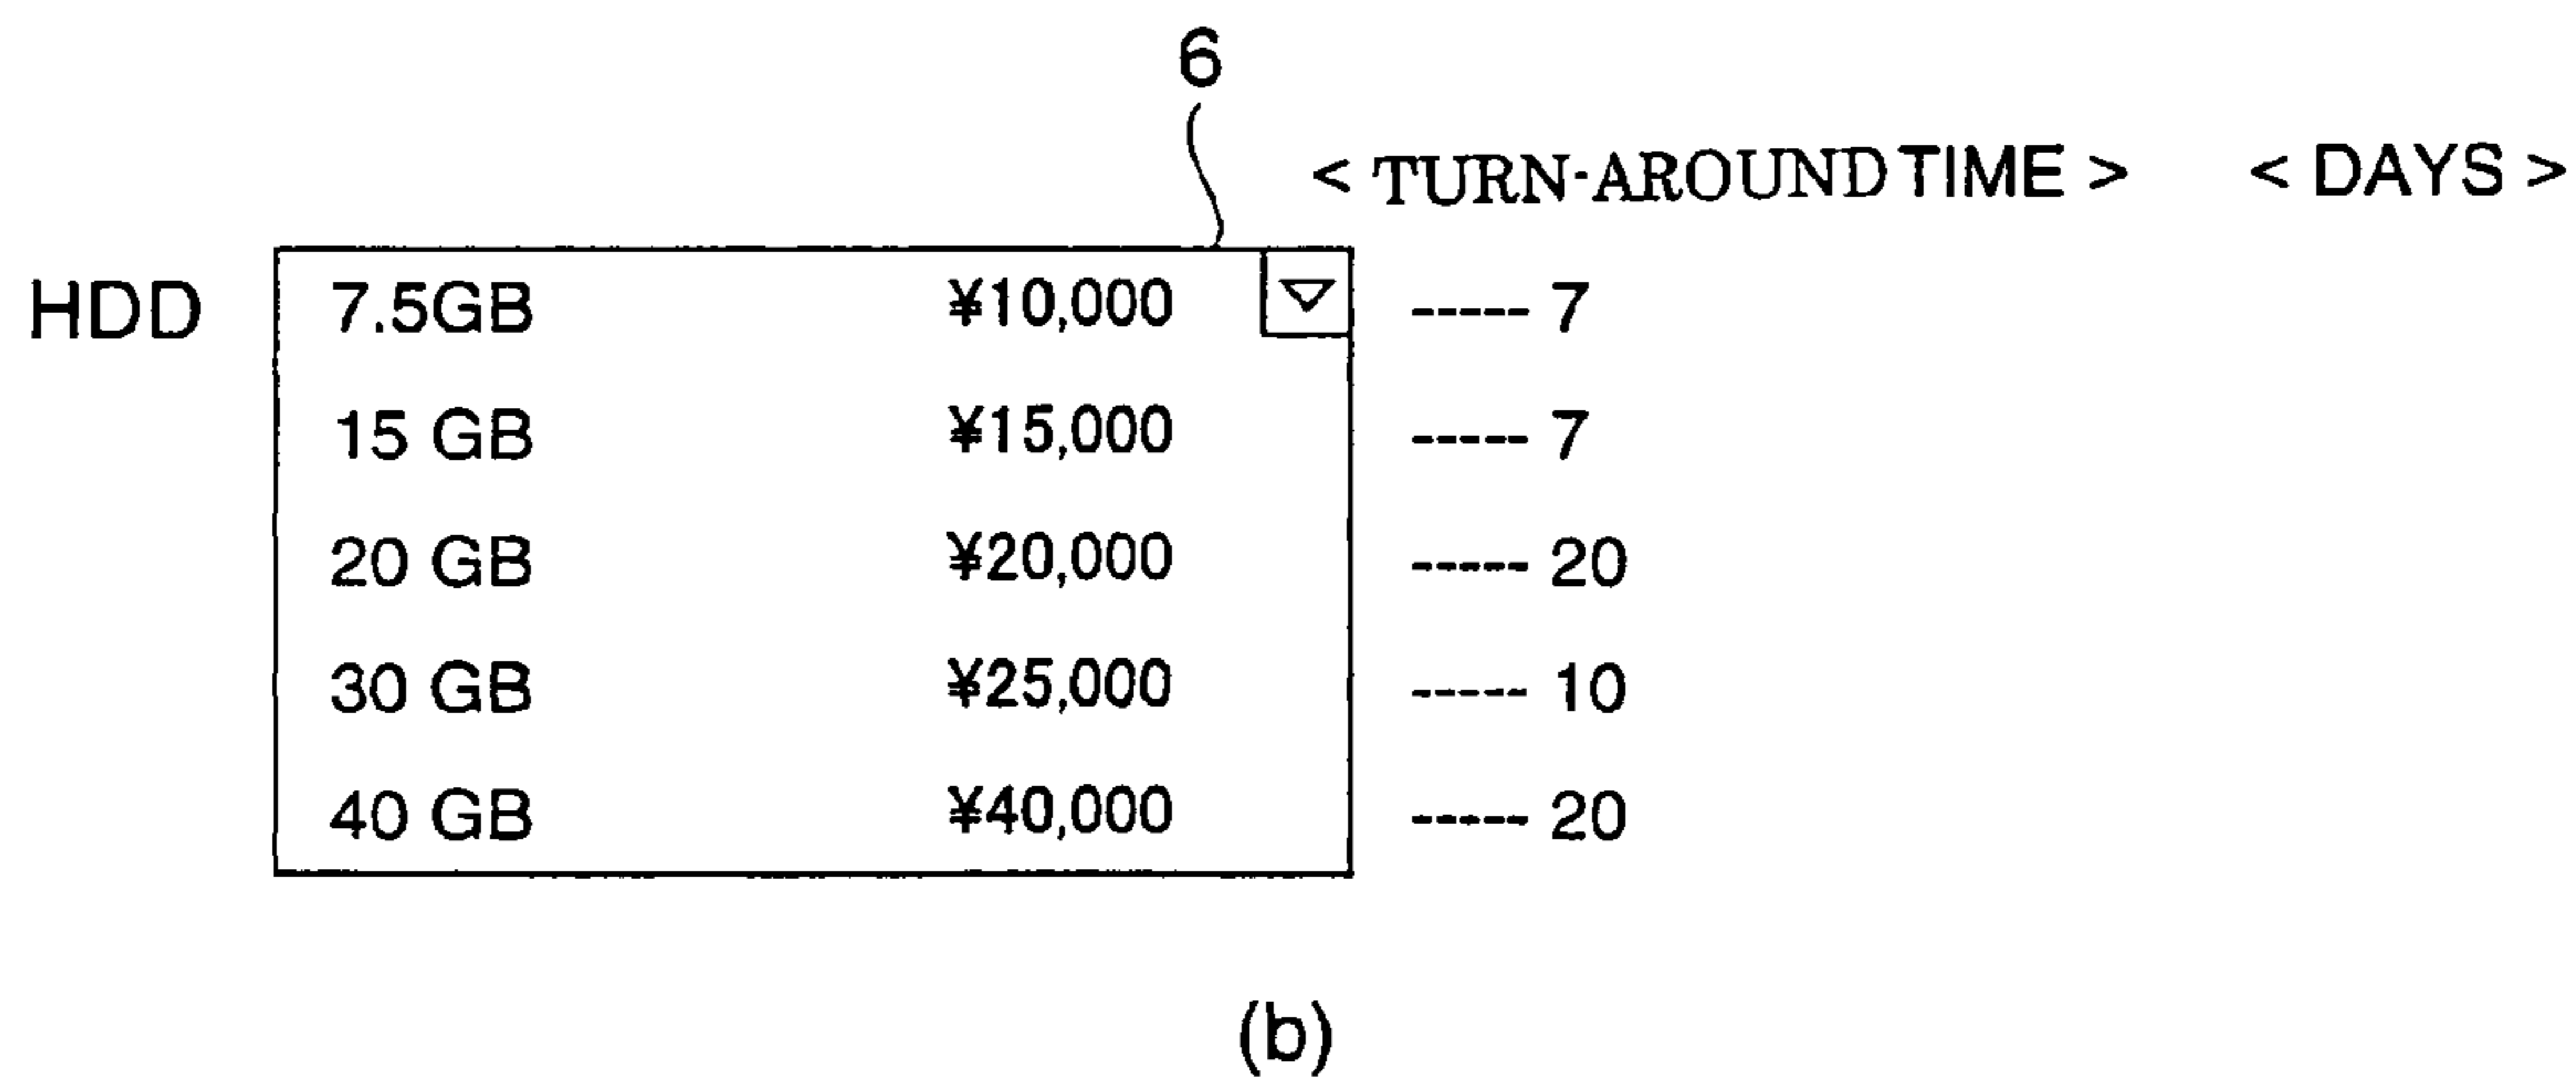 6
< TURN-AROUND TIME > < DAYS >
HDD 7.5GB ¥10,000 ----- 7
15 GB ¥15,000 ----- 7
20 GB ¥20,000 ----- 20
30 GB ¥25,000 ----- 10
40 GB ¥40,000 ----- 20
(b)